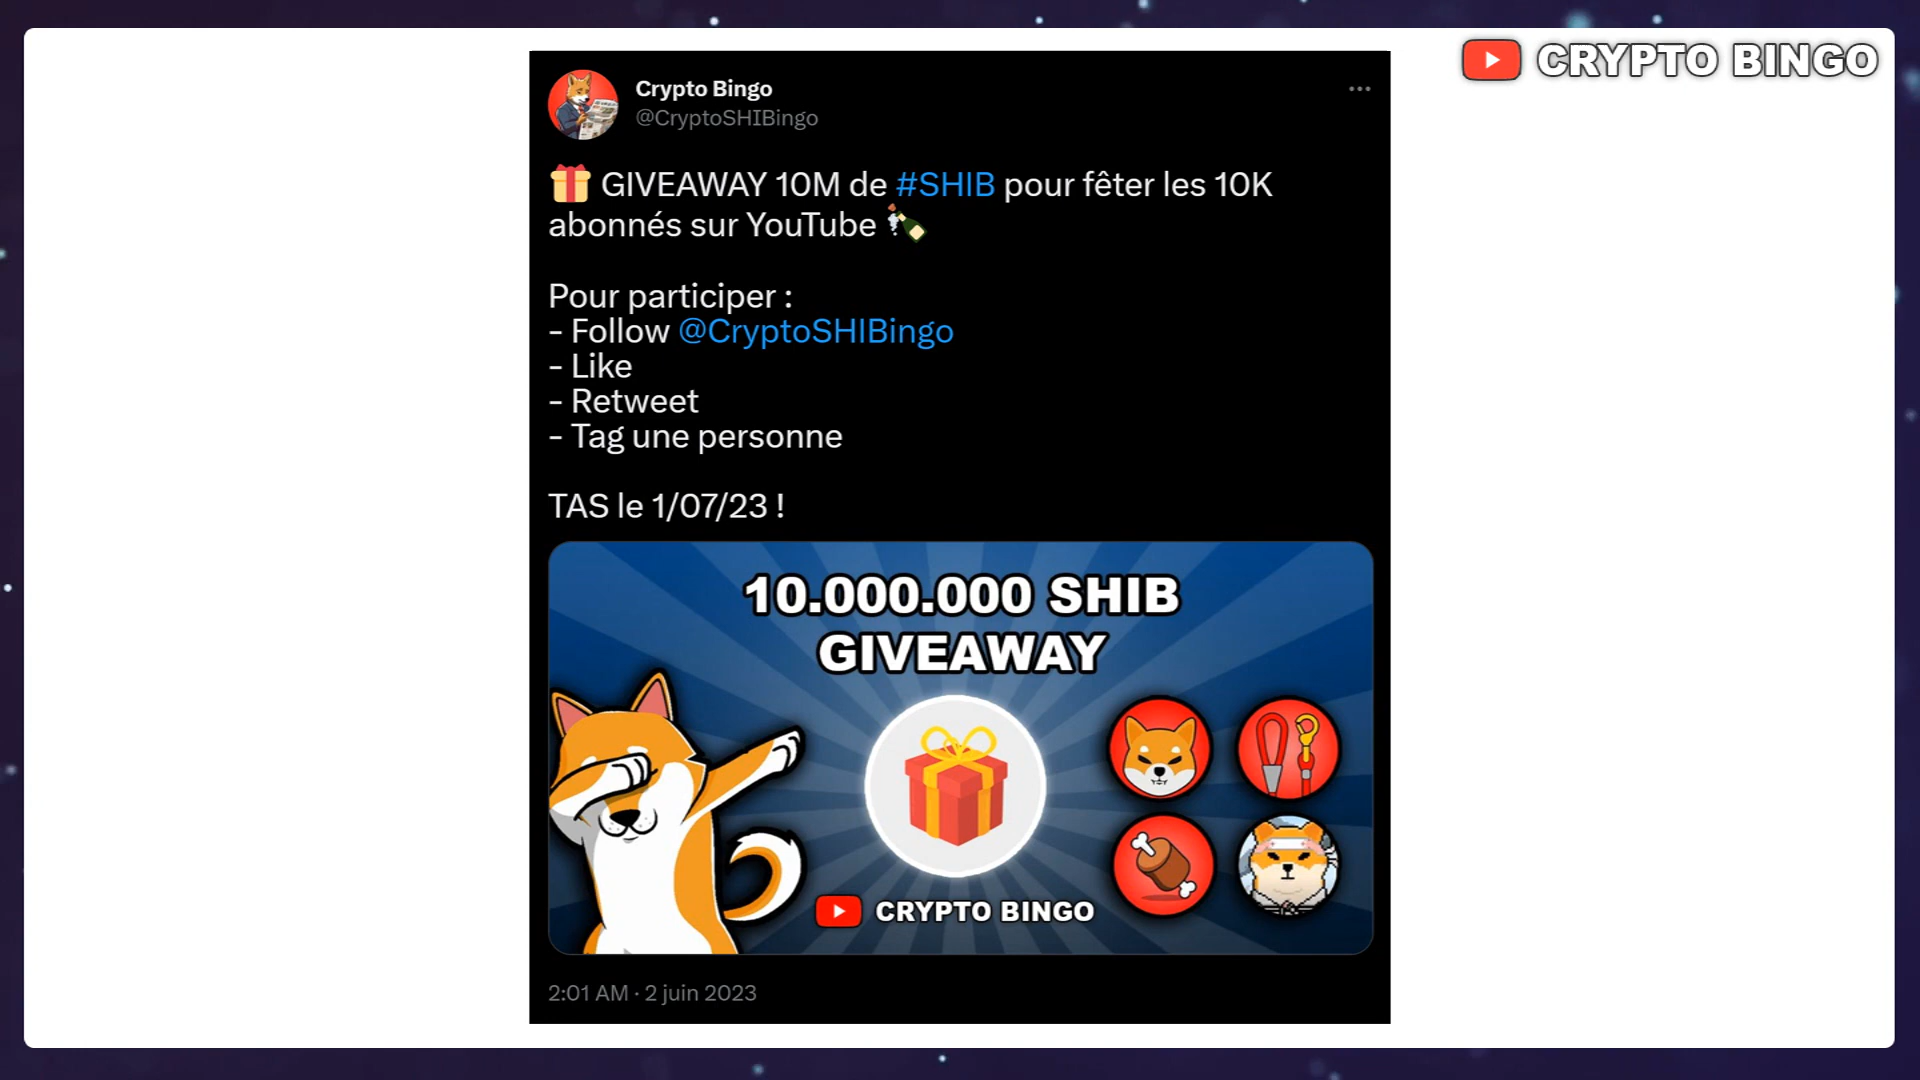 CRYPTO BINGO
Crypto Bingo
@CryptoSHIBingo
🎁 GIVEAWAY 10M de #SHIB pour fêter les 10K
abonnés sur YouTube 🍾
Pour participer :
- Follow @CryptoSHIBingo
- Like
- Retweet
- Tag une personne
TAS le 1/07/23 !
10.000.000 SHIB
GIVEAWAY
CRYPTO BINGO
2:01 AM · 2 juin 2023